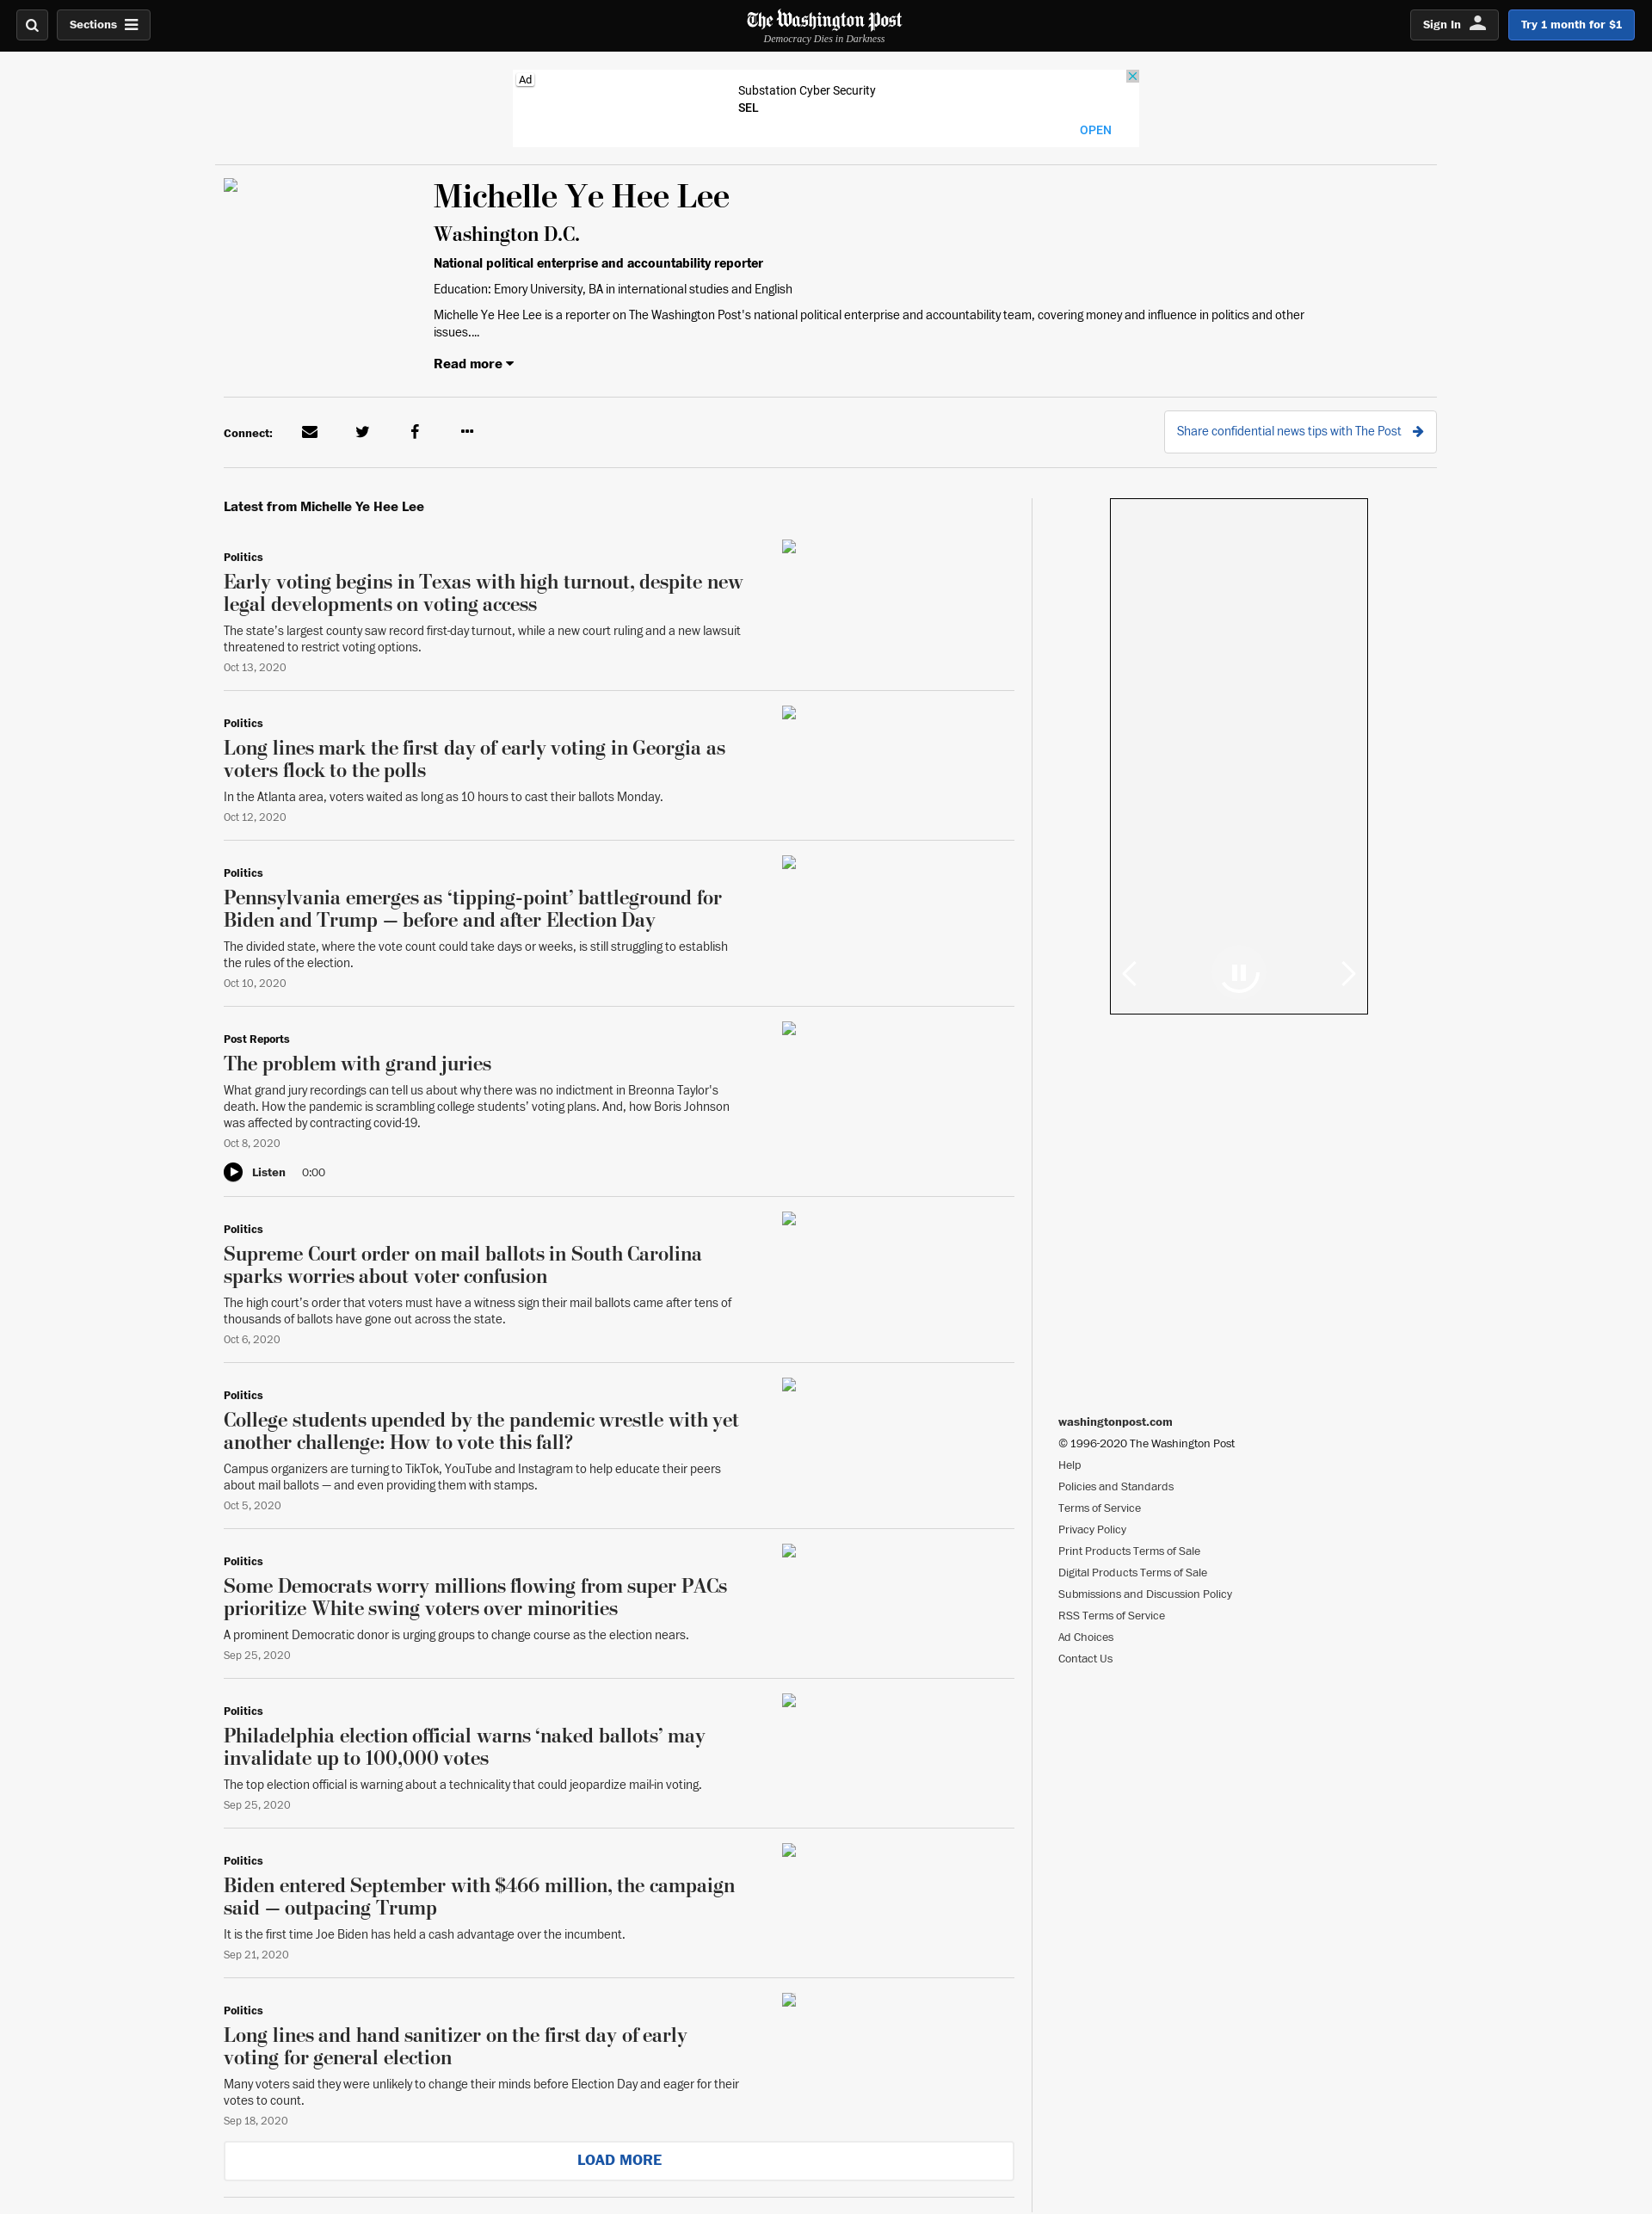 Sections
The Washington Post
Democracy Dies in Darkness
Sign In
Try 1 month for $1
Ad
Substation Cyber Security
SEL
OPEN
Michelle Ye Hee Lee
Washington D.C.
National political enterprise and accountability reporter
Education: Emory University, BA in international studies and English
Michelle Ye Hee Lee is a reporter on The Washington Post's national political enterprise and accountability team, covering money and influence in politics and other
issues....
Read more
Connect:
Share confidential news tips with The Post
Latest from Michelle Ye Hee Lee
Politics
Early voting begins in Texas with high turnout, despite new
legal developments on voting access
The state's largest county saw record first-day turnout, while a new court ruling and a new lawsuit
threatened to restrict voting options.
Oct 13, 2020
Politics
Long lines mark the first day of early voting in Georgia as
voters flock to the polls
In the Atlanta area, voters waited as long as 10 hours to cast their ballots Monday.
Oct 12, 2020
Politics
Pennsylvania emerges as ‘tipping-point’ battleground for
Biden and Trump — before and after Election Day
The divided state, where the vote count could take days or weeks, is still struggling to establish
the rules of the election.
Oct 10, 2020
Post Reports
The problem with grand juries
What grand jury recordings can tell us about why there was no indictment in Breonna Taylor's
death. How the pandemic is scrambling college students' voting plans. And, how Boris Johnson
was affected by contracting covid-19.
Oct 8, 2020
Listen 0:00
Politics
Supreme Court order on mail ballots in South Carolina
sparks worries about voter confusion
The high court's order that voters must have a witness sign their mail ballots came after tens of
thousands of ballots have gone out across the state.
Oct 6, 2020
Politics
College students upended by the pandemic wrestle with yet
another challenge: How to vote this fall?
Campus organizers are turning to TikTok, YouTube and Instagram to help educate their peers
about mail ballots — and even providing them with stamps.
Oct 5, 2020
Politics
Some Democrats worry millions flowing from super PACs
prioritize White swing voters over minorities
A prominent Democratic donor is urging groups to change course as the election nears.
Sep 25, 2020
Politics
Philadelphia election official warns ‘naked ballots’ may
invalidate up to 100,000 votes
The top election official is warning about a technicality that could jeopardize mail-in voting.
Sep 25, 2020
Politics
Biden entered September with $466 million, the campaign
said — outpacing Trump
It is the first time Joe Biden has held a cash advantage over the incumbent.
Sep 21, 2020
Politics
Long lines and hand sanitizer on the first day of early
voting for general election
Many voters said they were unlikely to change their minds before Election Day and eager for their
votes to count.
Sep 18, 2020
LOAD MORE
washingtonpost.com
© 1996-2020 The Washington Post
Help
Policies and Standards
Terms of Service
Privacy Policy
Print Products Terms of Sale
Digital Products Terms of Sale
Submissions and Discussion Policy
RSS Terms of Service
Ad Choices
Contact Us